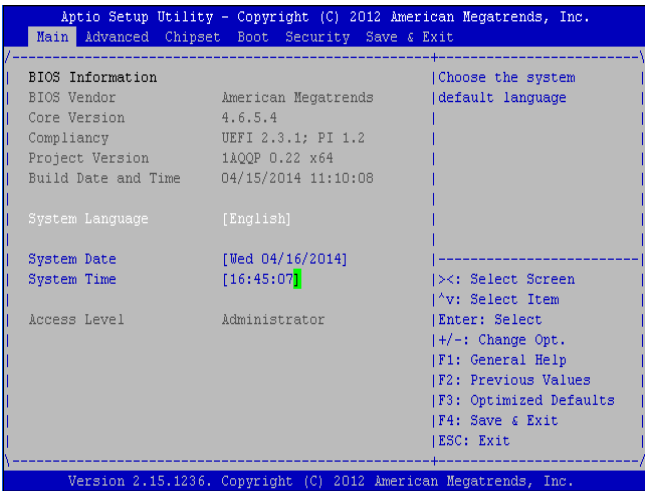 Aptio Setup Utility - Copyright (C) 2012 American Megatrends, Inc.
Main Advanced Chipset Boot Security Save & Exit
/----------------------------------------------------+---------------------------\
| BIOS Information |Choose the system |
| BIOS Vendor American Megatrends |default language |
| Core Version 4.6.5.4 | |
| Compliancy UEFI 2.3.1; PI 1.2 | |
| Project Version 1AQQP 0.22 x64 | |
| Build Date and Time 04/15/2014 11:10:08 | |
| | |
| System Language [English] | |
| | |
| System Date [Wed 04/16/2014] |--------------------------|
| System Time [16:45:07] |><: Select Screen |
| |^v: Select Item |
| Access Level Administrator |Enter: Select |
| |+/-: Change Opt. |
| |F1: General Help |
| |F2: Previous Values |
| |F3: Optimized Defaults |
| |F4: Save & Exit |
| |ESC: Exit |
\----------------------------------------------------+---------------------------/
Version 2.15.1236. Copyright (C) 2012 American Megatrends, Inc.